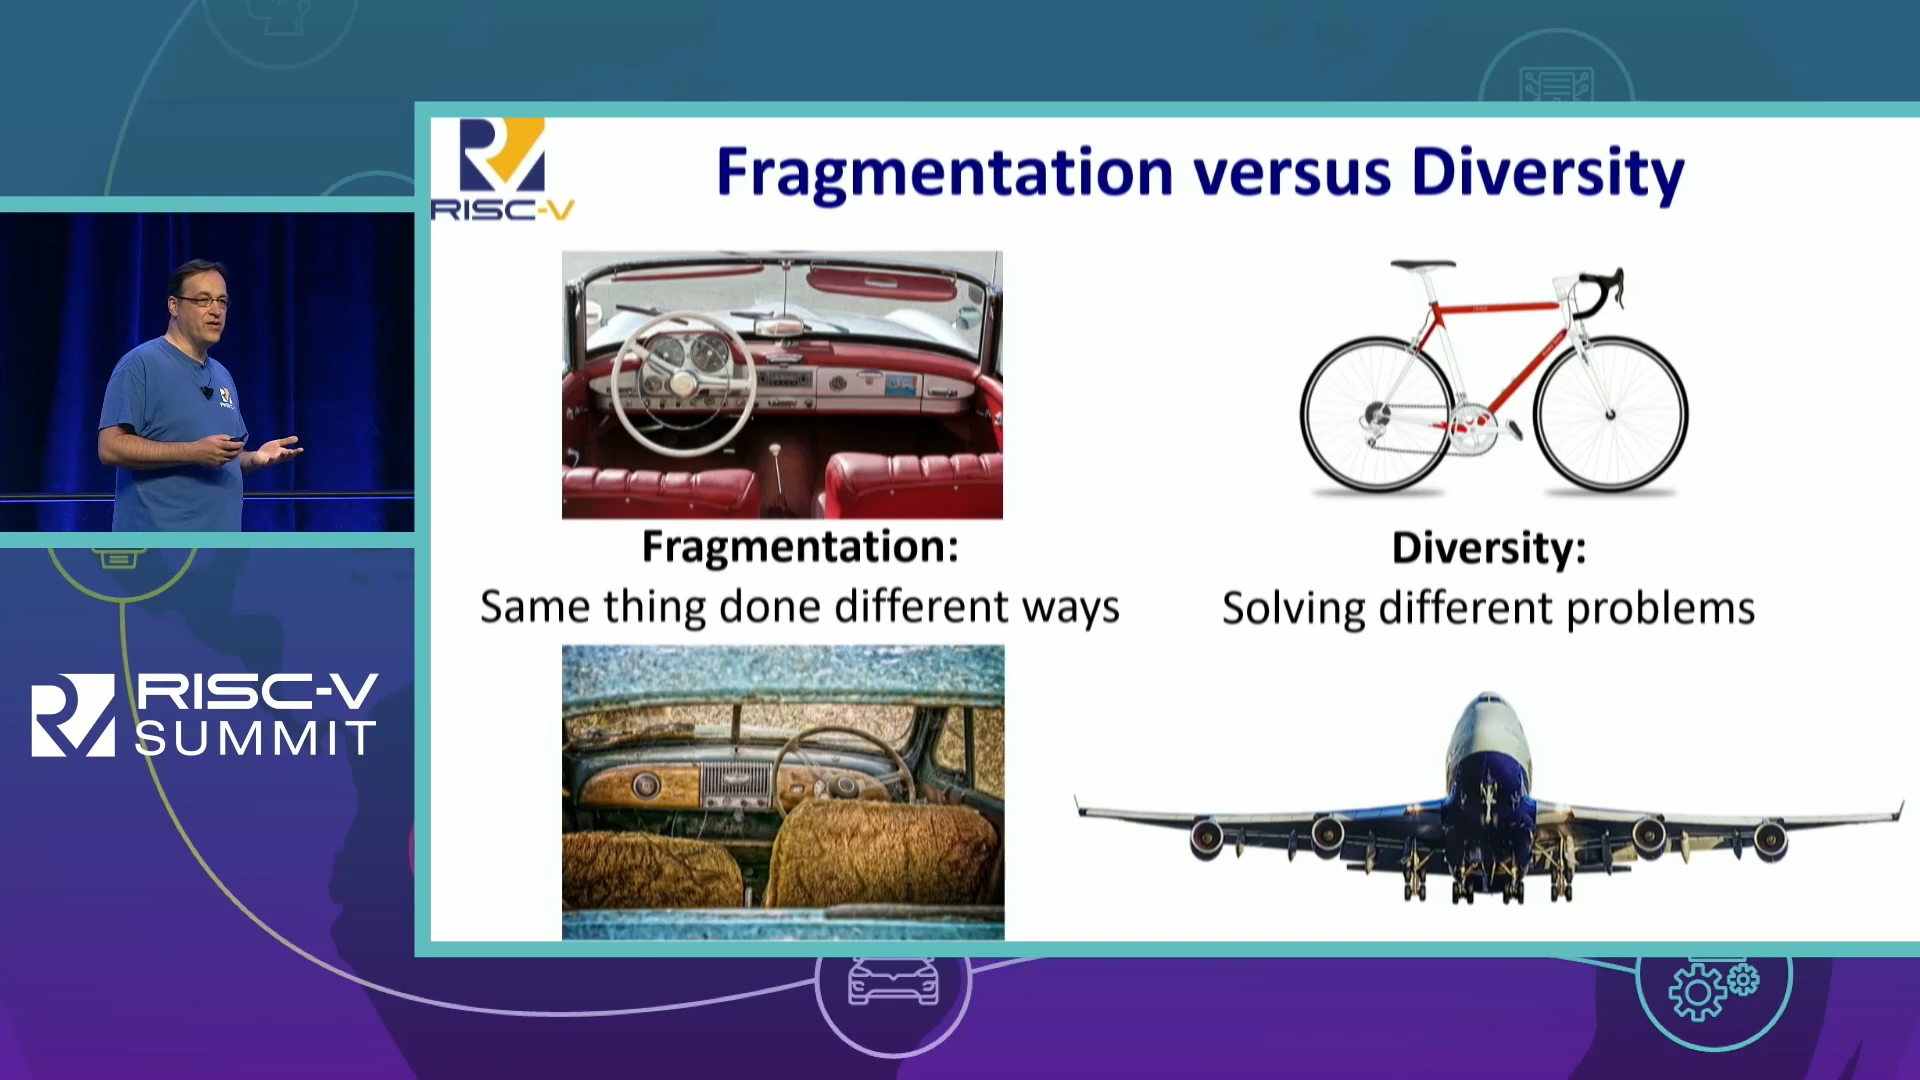 RISC-V
Fragmentation versus Diversity
Fragmentation:
Same thing done different ways
Diversity:
Solving different problems
RISC-V
SUMMIT